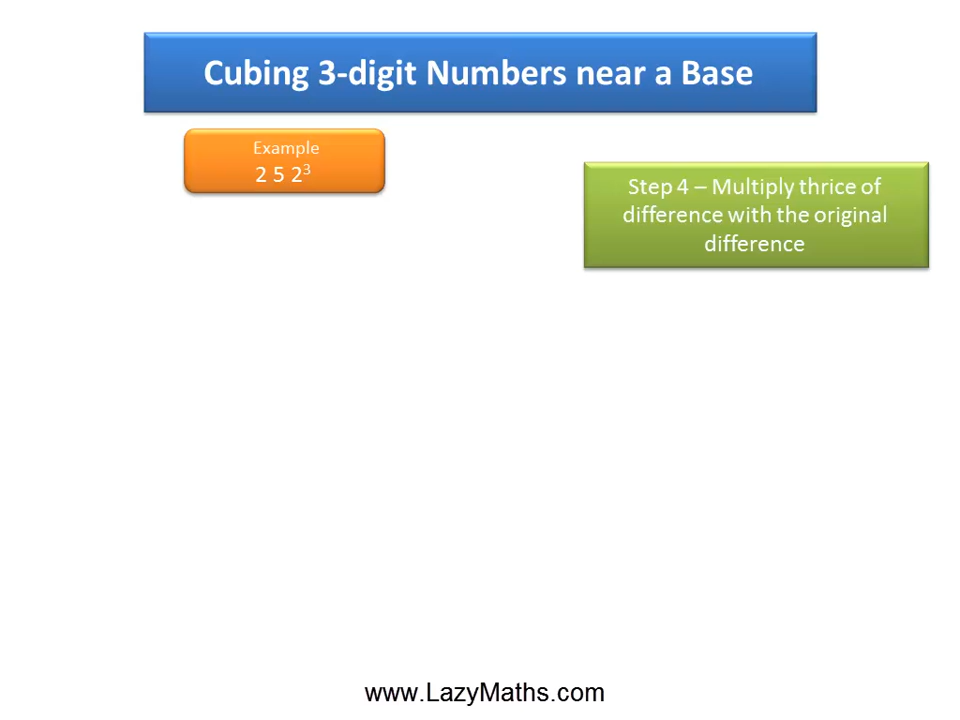 Cubing 3-digit Numbers near a Base
Example
2 5 2³
Step 4 – Multiply thrice of
difference with the original
difference
www.LazyMaths.com